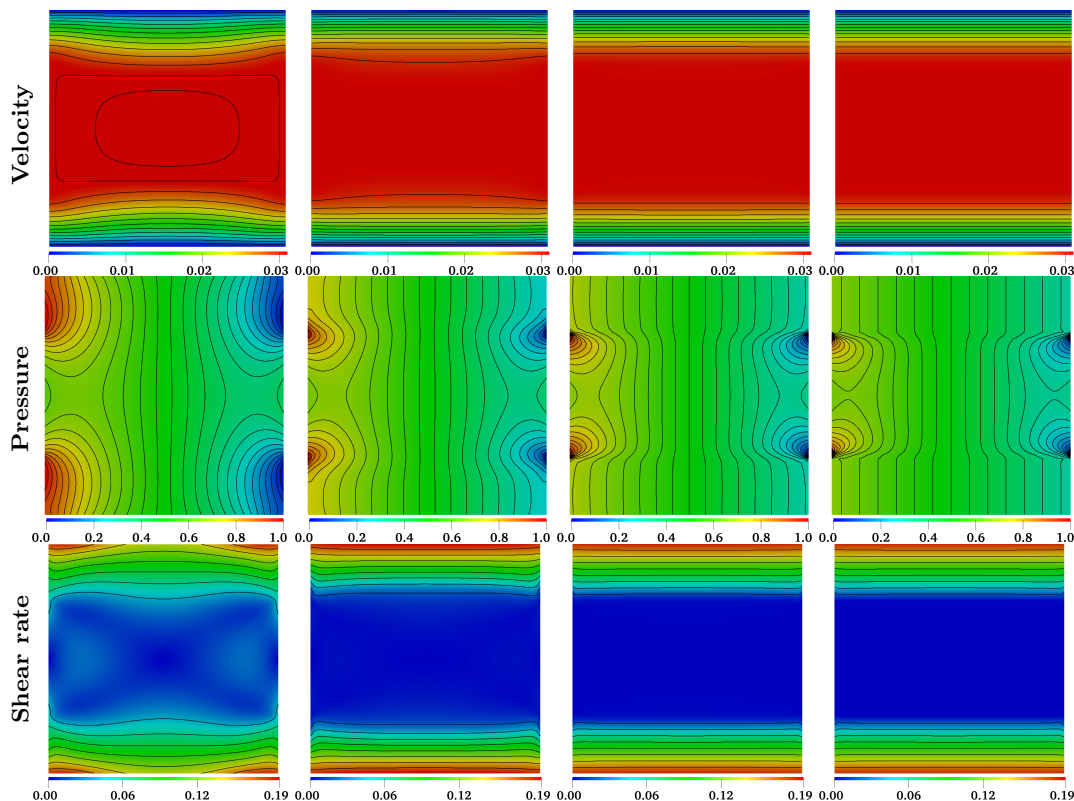 Velocity
0.00 0.01 0.02 0.03 0.00 0.01 0.02 0.03 0.00 0.01 0.02 0.03 0.00 0.01 0.02 0.03
Pressure
0.0 0.2 0.4 0.6 0.8 1.0 0.0 0.2 0.4 0.6 0.8 1.0 0.0 0.2 0.4 0.6 0.8 1.0 0.0 0.2 0.4 0.6 0.8 1.0
Shear rate
0.00 0.06 0.12 0.19 0.00 0.06 0.12 0.19 0.00 0.06 0.12 0.19 0.00 0.06 0.12 0.19